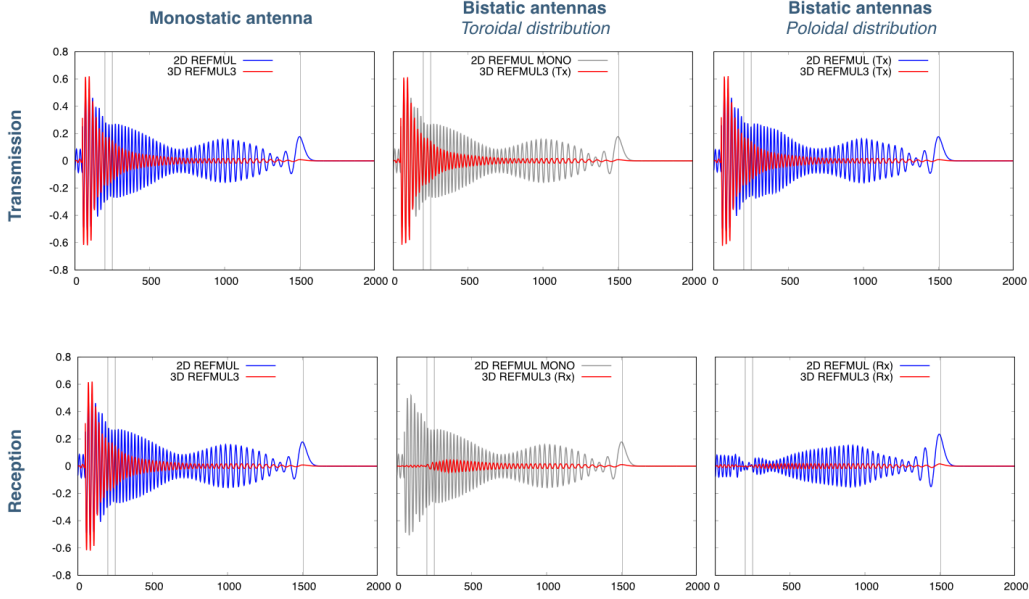 Monostatic antenna
Bistatic antennas
Toroidal distribution
Bistatic antennas
Poloidal distribution
Transmission
0.8
0.6
0.4
0.2
0
-0.2
-0.4
-0.6
-0.8
2D REFMUL
3D REFMUL3
0 500 1000 1500 2000
2D REFMUL MONO
3D REFMUL3 (Tx)
0 500 1000 1500 2000
2D REFMUL (Tx)
3D REFMUL3 (Tx)
0 500 1000 1500 2000
Reception
0.8
0.6
0.4
0.2
0
-0.2
-0.4
-0.6
-0.8
2D REFMUL
3D REFMUL3
0 500 1000 1500 2000
2D REFMUL MONO
3D REFMUL3 (Rx)
0 500 1000 1500 2000
2D REFMUL (Rx)
3D REFMUL3 (Rx)
0 500 1000 1500 2000